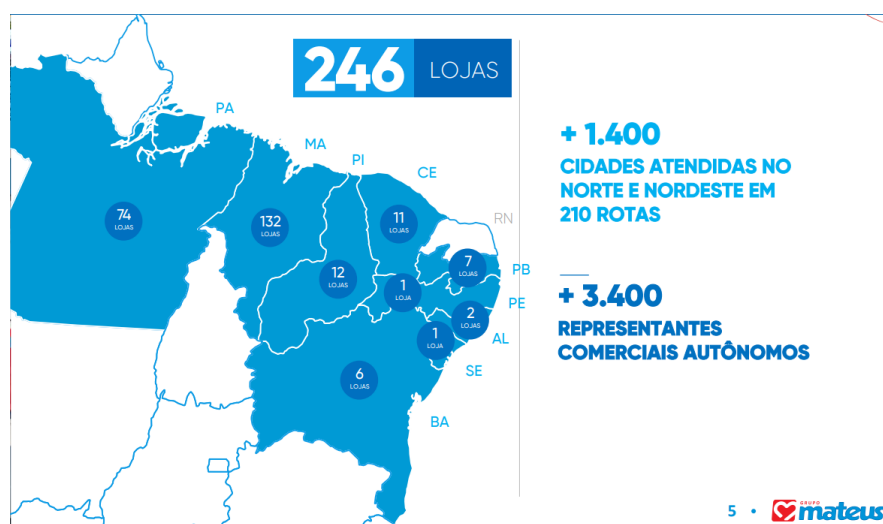 246 LOJAS
PA
MA
PI
CE
RN
74
LOJAS
132
LOJAS
11
LOJAS
12
LOJAS
1
LOJA
7
LOJAS
PB
PE
2
LOJAS
AL
1
LOJA
SE
6
LOJAS
BA
+ 1.400
CIDADES ATENDIDAS NO
NORTE E NORDESTE EM
210 ROTAS
+ 3.400
REPRESENTANTES
COMERCIAIS AUTÔNOMOS
5 •
GRUPO
mateus